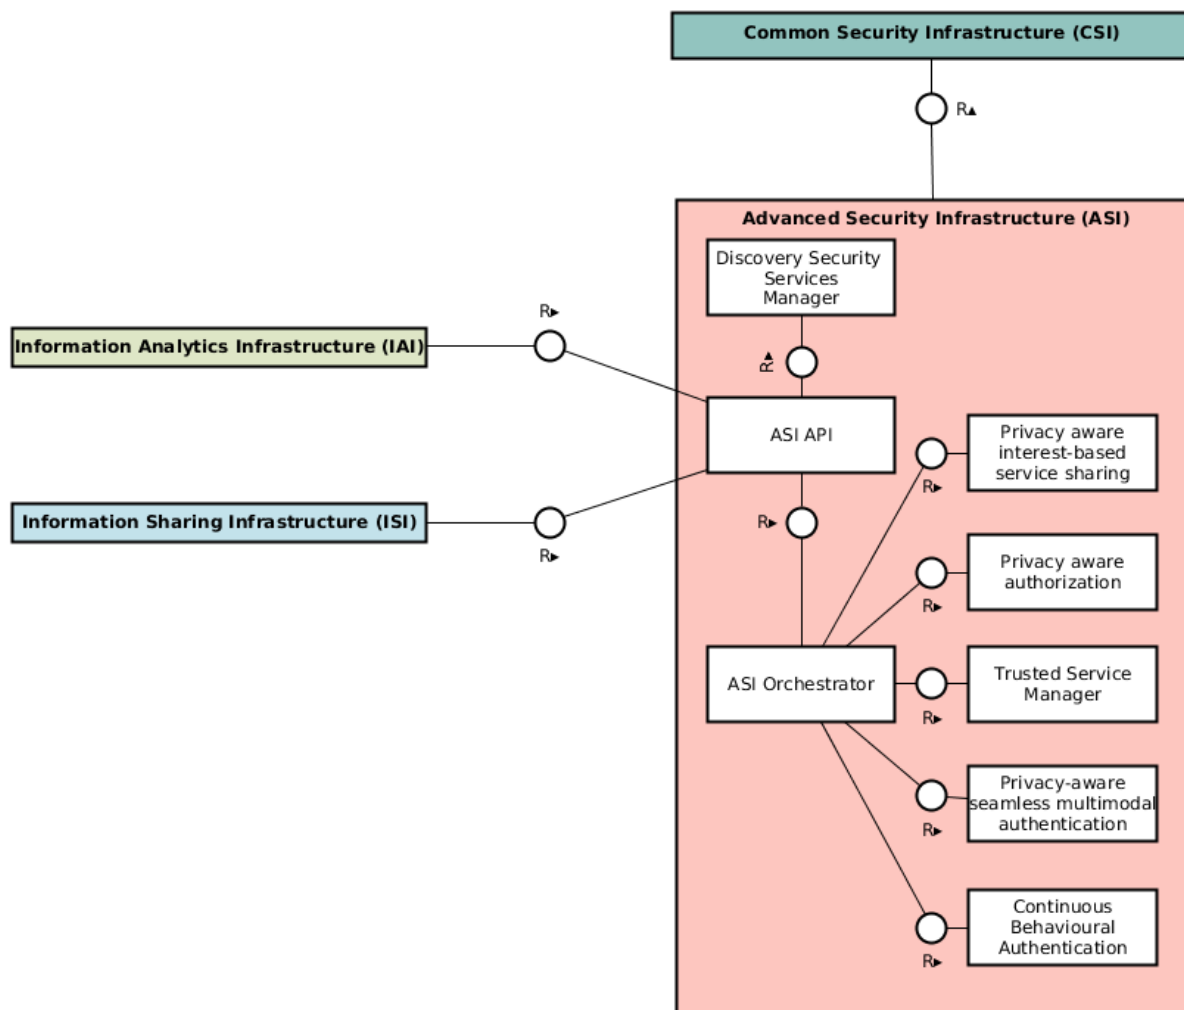 Common Security Infrastructure (CSI)
R▲
Advanced Security Infrastructure (ASI)
Discovery Security
Services
Manager
R►
Information Analytics Infrastructure (IAI)
R►
ASI API
Privacy aware
interest-based
service sharing
R►
Information Sharing Infrastructure (ISI)
R►
R►
Privacy aware
authorization
R►
ASI Orchestrator
Trusted Service
Manager
R►
Privacy-aware
seamless multimodal
authentication
R►
Continuous
Behavioural
Authentication
R►